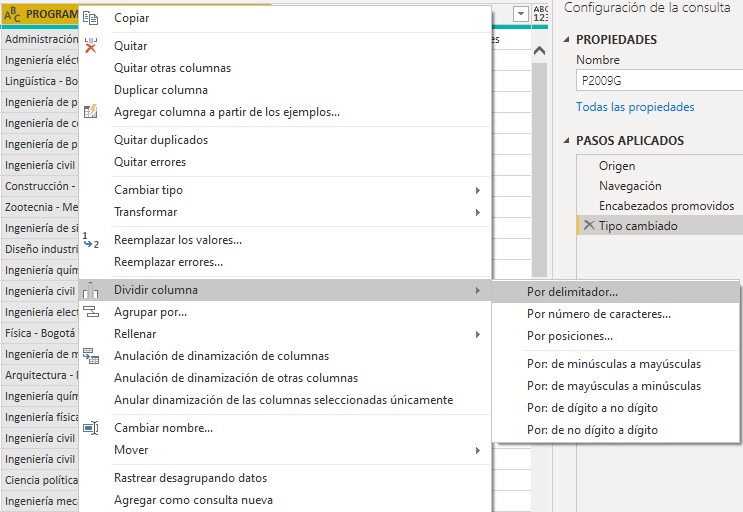 ABC PROGRAM
Administración
Ingeniería eléc
Lingüística - Bo
Ingeniería de p
Ingeniería de co
Ingeniería de p
Ingeniería civil
Construcción -
Zootecnia - Me
Ingeniería de si
Diseño industri
Ingeniería quím
Ingeniería civil
Ingeniería elect
Física - Bogotá
Ingeniería de m
Arquitectura - M
Ingeniería quím
Ingeniería física
Ingeniería civil
Ingeniería civil
Ciencia política
Ingeniería meca
Copiar
Quitar
Quitar otras columnas
Duplicar columna
Agregar columna a partir de los ejemplos...
Quitar duplicados
Quitar errores
Cambiar tipo
Transformar
Reemplazar los valores...
Reemplazar errores...
Dividir columna
Agrupar por...
Rellenar
Anulación de dinamización de columnas
Anulación de dinamización de otras columnas
Anular dinamización de las columnas seleccionadas únicamente
Cambiar nombre...
Mover
Rastrear desagrupando datos
Agregar como consulta nueva
Por delimitador...
Por número de caracteres...
Por posiciones...
Por: de minúsculas a mayúsculas
Por: de mayúsculas a minúsculas
Por: de dígito a no dígito
Por: de no dígito a dígito
ABC
123
es
Configuración de la consulta
PROPIEDADES
Nombre
P2009G
Todas las propiedades
PASOS APLICADOS
Origen
Navegación
Encabezados promovidos
Tipo cambiado